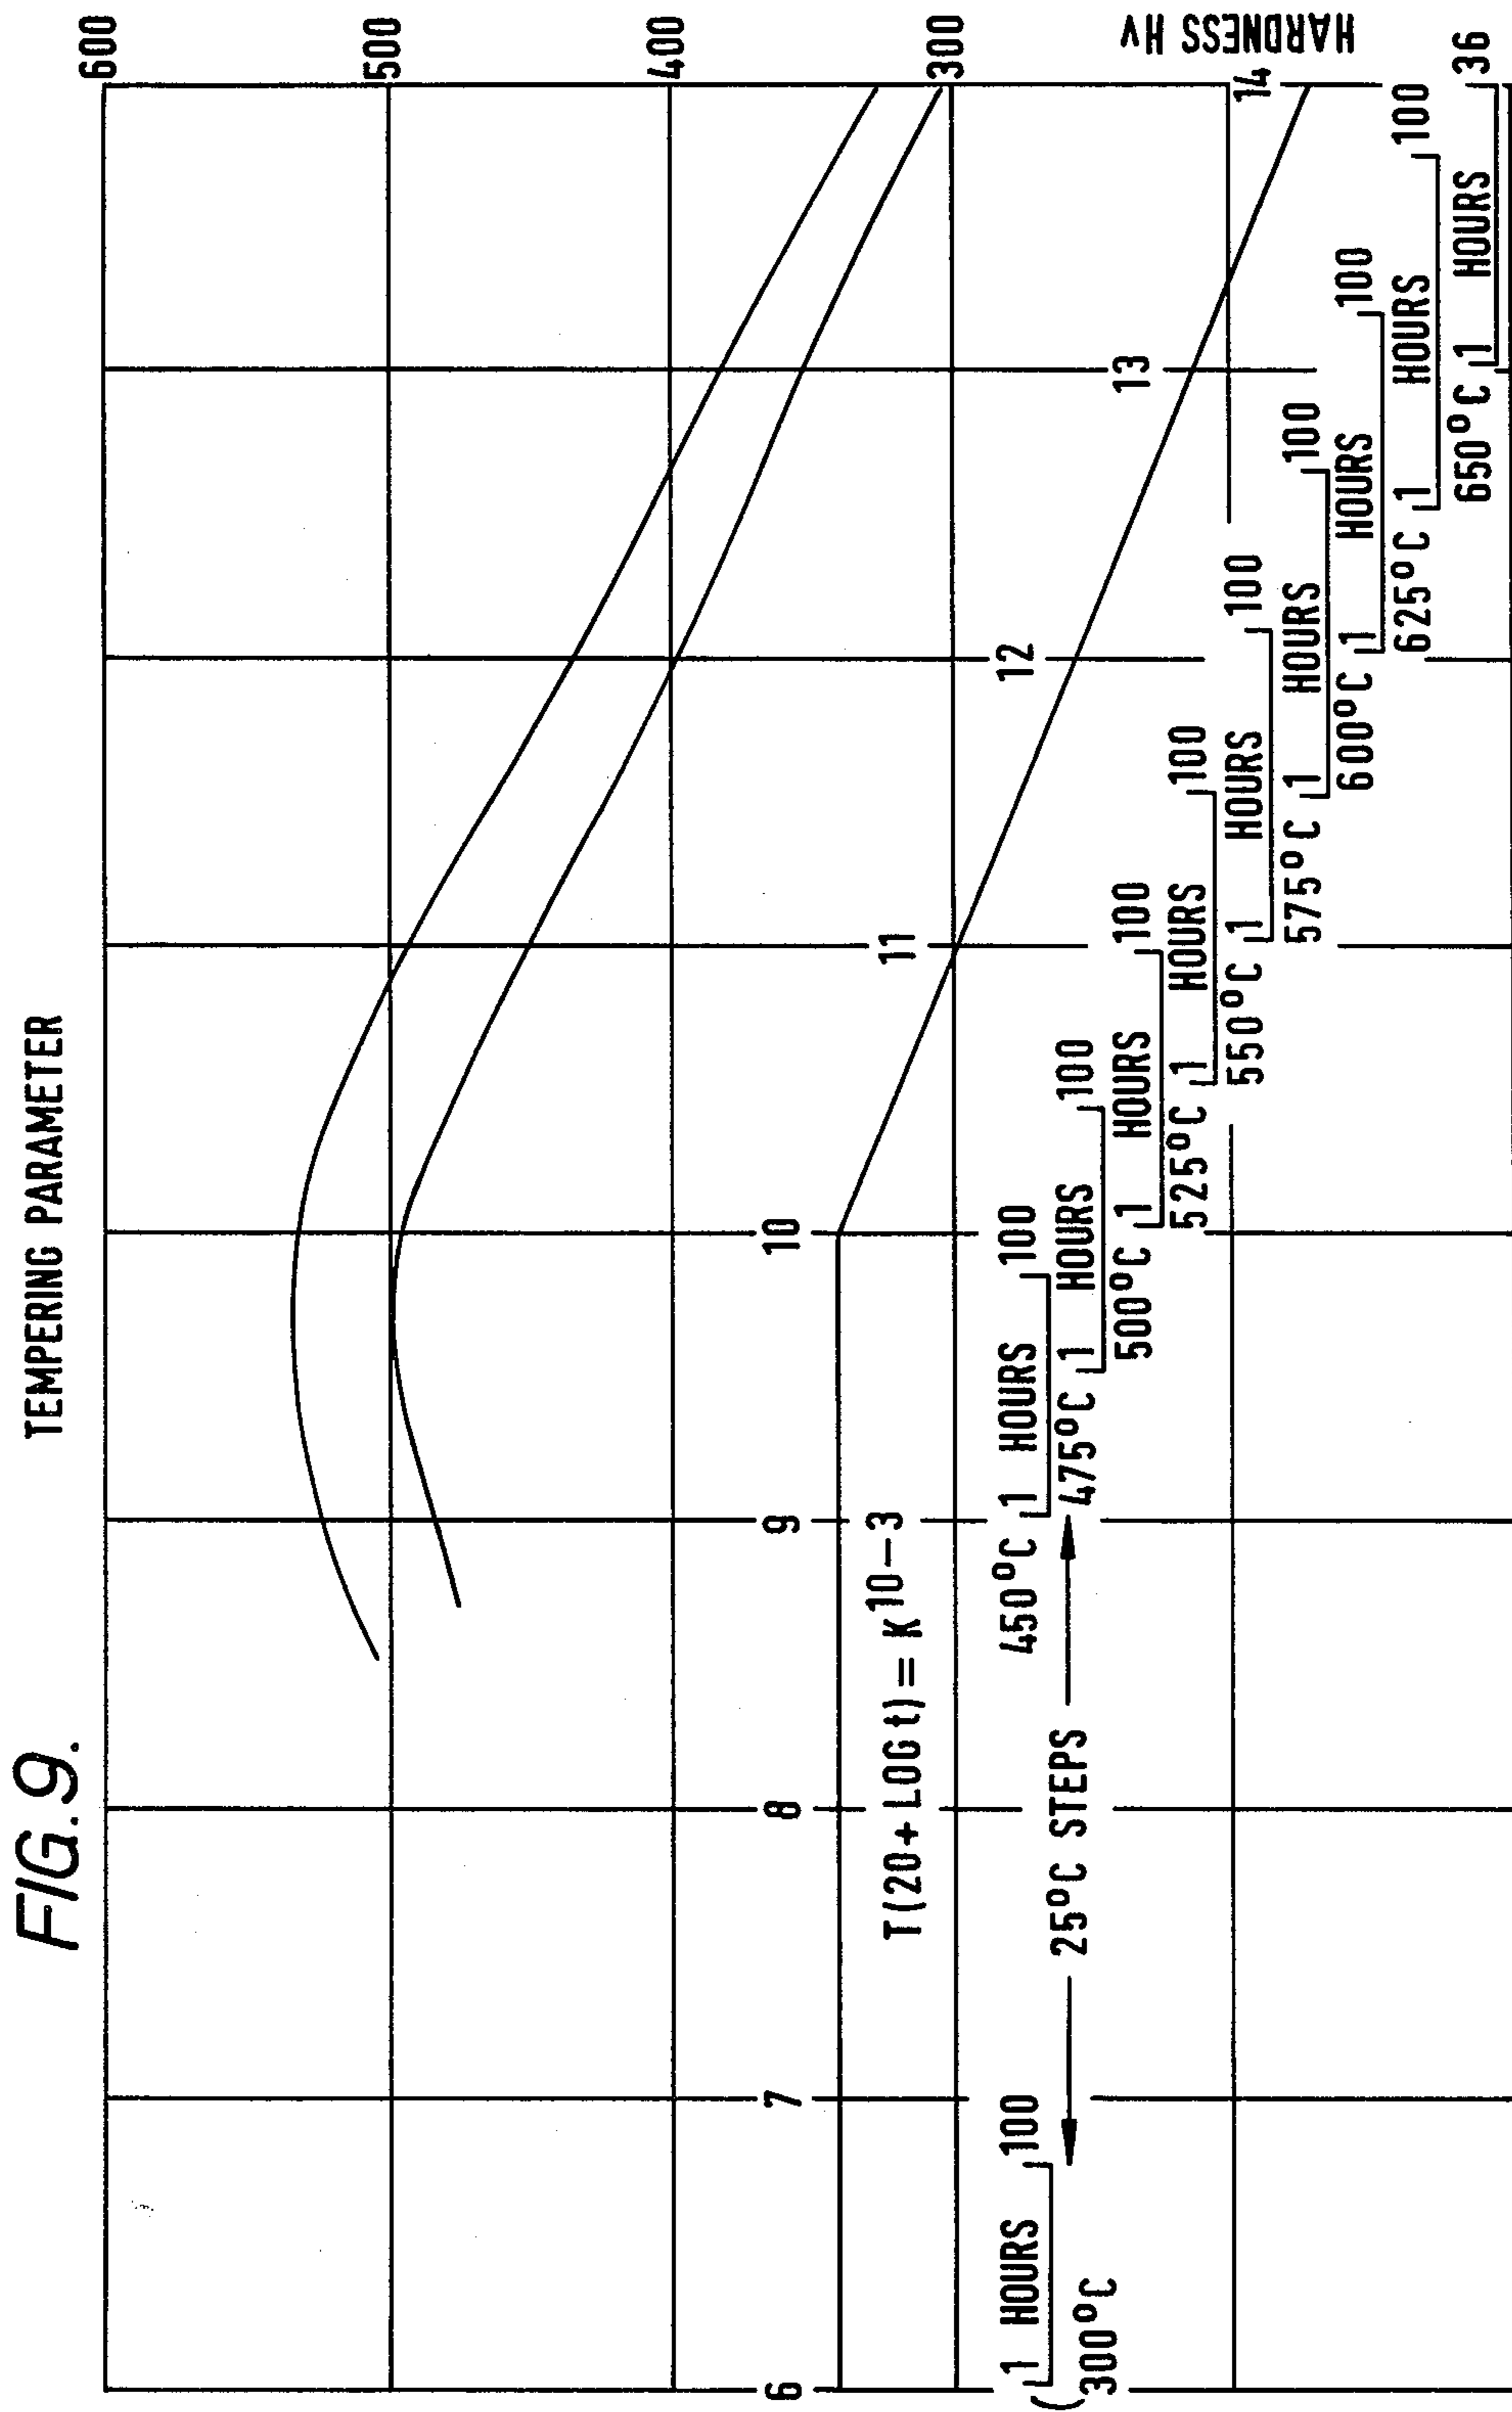 FIG. 9.
TEMPERING PARAMETER
600
500
400
300
HARDNESS Hv
6
7
8
9
10
11
12
13
14
T(20+LOG t)=K10-3
(1 HOURS 100
300°C
25°C STEPS
450°C 1 HOURS 100
475°C 1 HOURS 100
500°C 1 HOURS 100
525°C 1 HOURS 100
550°C 1 HOURS 100
575°C 1 HOURS 100
600°C 1 HOURS 100
625°C 1 HOURS 100
650°C 1 HOURS 36